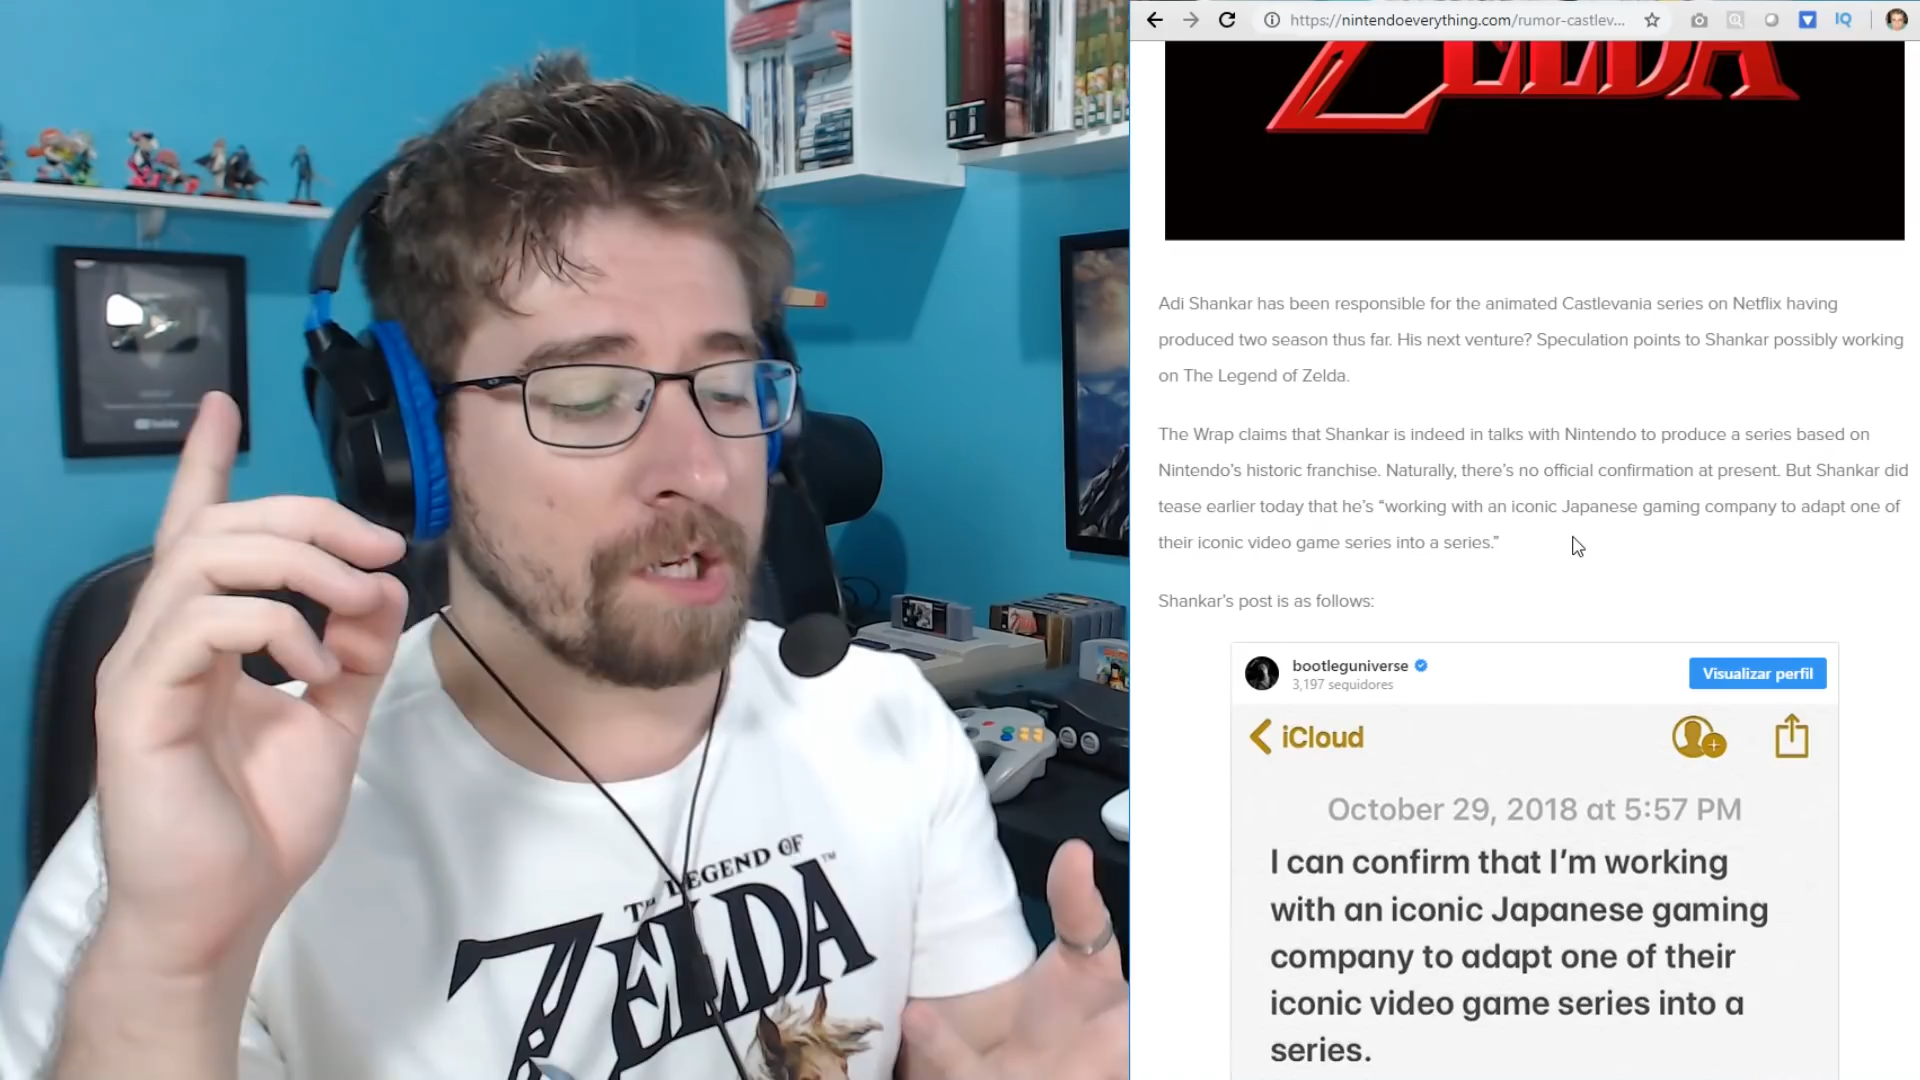 https://nintendoeverything.com/rumor-castlev...
ZELDA
Adi Shankar has been responsible for the animated Castlevania series on Netflix having
produced two season thus far. His next venture? Speculation points to Shankar possibly working
on The Legend of Zelda.
The Wrap claims that Shankar is indeed in talks with Nintendo to produce a series based on
Nintendo's historic franchise. Naturally, there's no official confirmation at present. But Shankar did
tease earlier today that he's “working with an iconic Japanese gaming company to adapt one of
their iconic video game series into a series.”
Shankar's post is as follows:
bootleguniverse
3,197 seguidores
Visualizar perfil
iCloud
October 29, 2018 at 5:57 PM
I can confirm that I'm working
with an iconic Japanese gaming
company to adapt one of their
iconic video game series into a
series.
THE LEGEND OF
ZELDA™
IQ